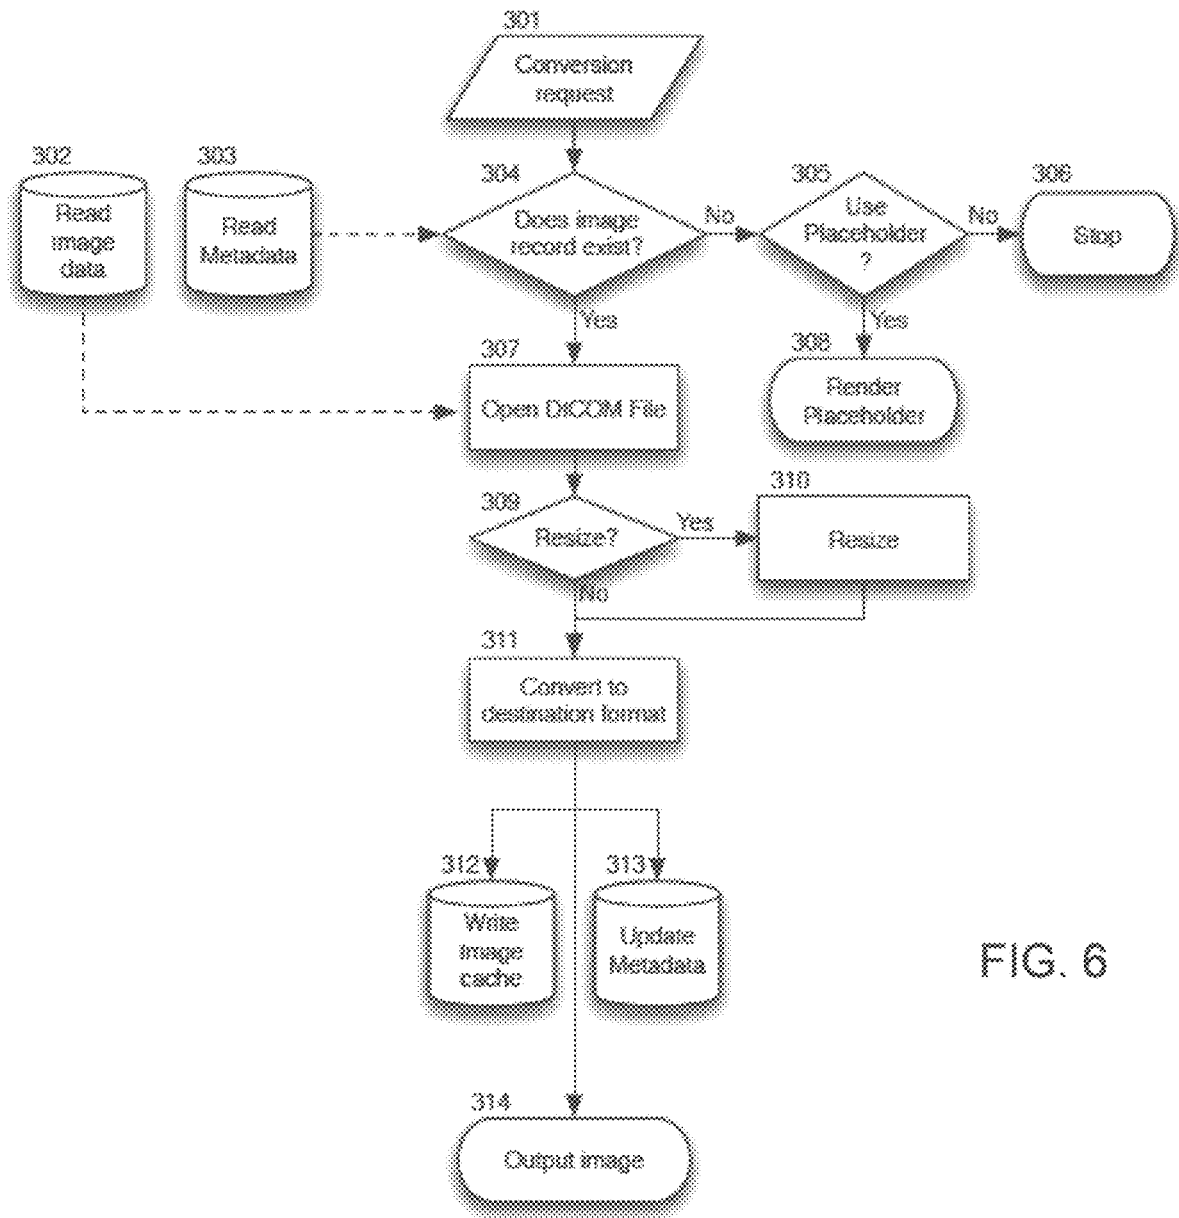 301
Conversion
request
302
303
304
305
306
Read
image
data
Read
Metadata
Does image
record exist?
No
Use
Placeholder
?
No
Stop
Yes
Yes
307
308
Open DICOM File
Render
Placeholder
309
310
Resize?
Yes
Resize
No
311
Convert to
destination format
312
313
Write
image
cache
Update
Metadata
FIG. 6
314
Output image